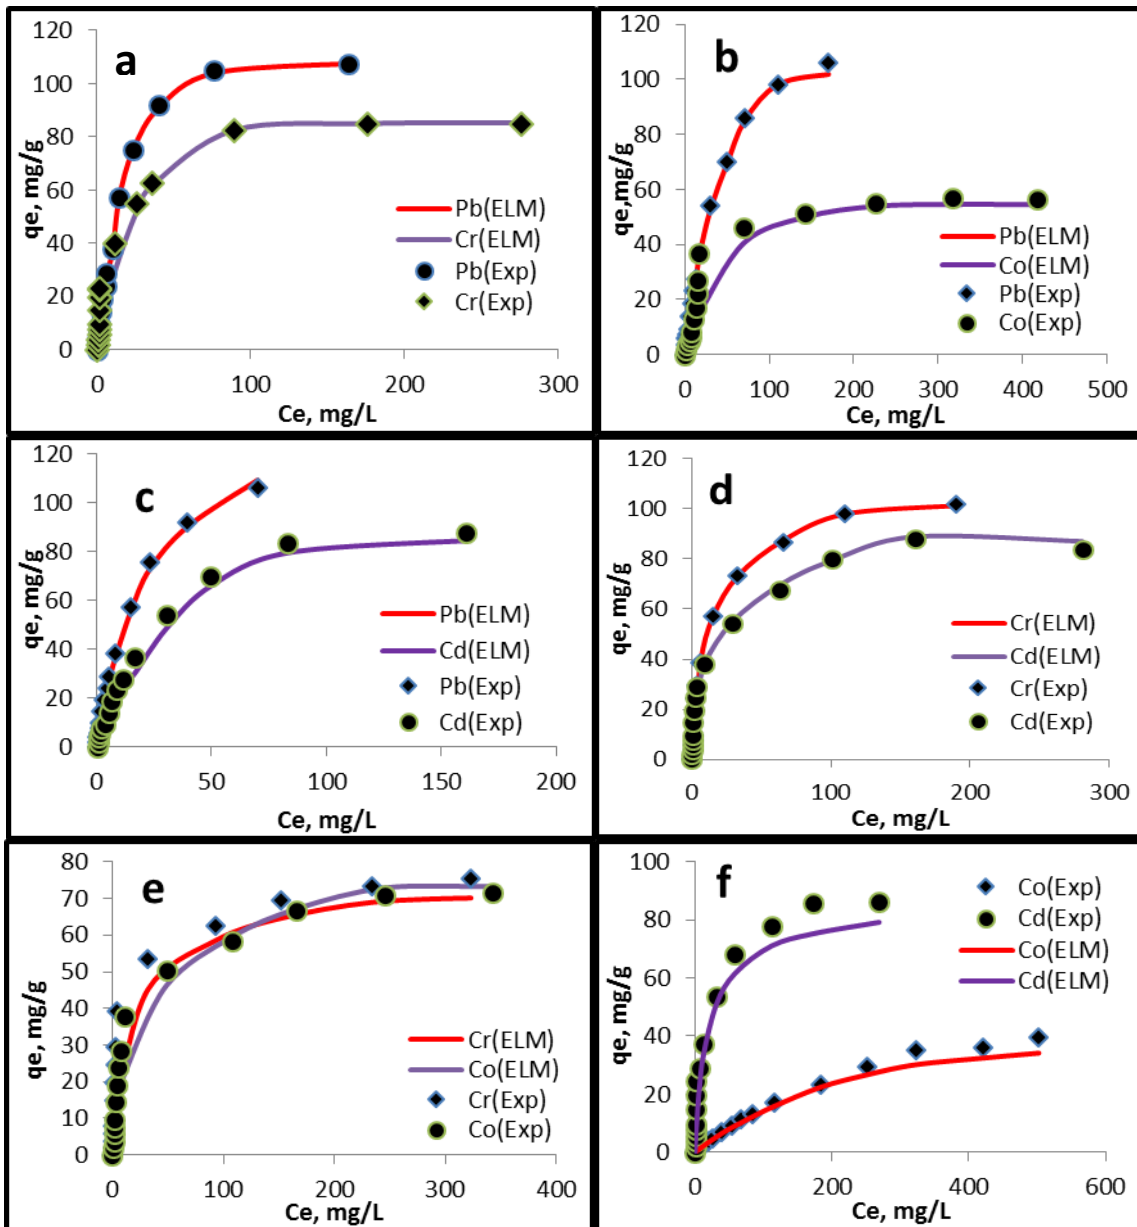 a
120
100
80
60
40
20
0
qe, mg/g
0 100 200 300
Ce, mg/L
Pb(ELM)
Cr(ELM)
Pb(Exp)
Cr(Exp)
b
120
100
80
60
40
20
0
qe,mg/g
0 100 200 300 400 500
Ce, mg/L
Pb(ELM)
Co(ELM)
Pb(Exp)
Co(Exp)
c
120
100
80
60
40
20
0
qe, mg/g
0 50 100 150 200
Ce, mg/L
Pb(ELM)
Cd(ELM)
Pb(Exp)
Cd(Exp)
d
120
100
80
60
40
20
0
qe, mg/g
0 100 200 300
Ce, mg/L
Cr(ELM)
Cd(ELM)
Cr(Exp)
Cd(Exp)
e
80
70
60
50
40
30
20
10
0
qe, mg/g
0 100 200 300 400
Ce, mg/L
Cr(ELM)
Co(ELM)
Cr(Exp)
Co(Exp)
f
100
80
60
40
20
0
qe, mg/g
0 200 400 600
Ce, mg/L
Co(Exp)
Cd(Exp)
Co(ELM)
Cd(ELM)